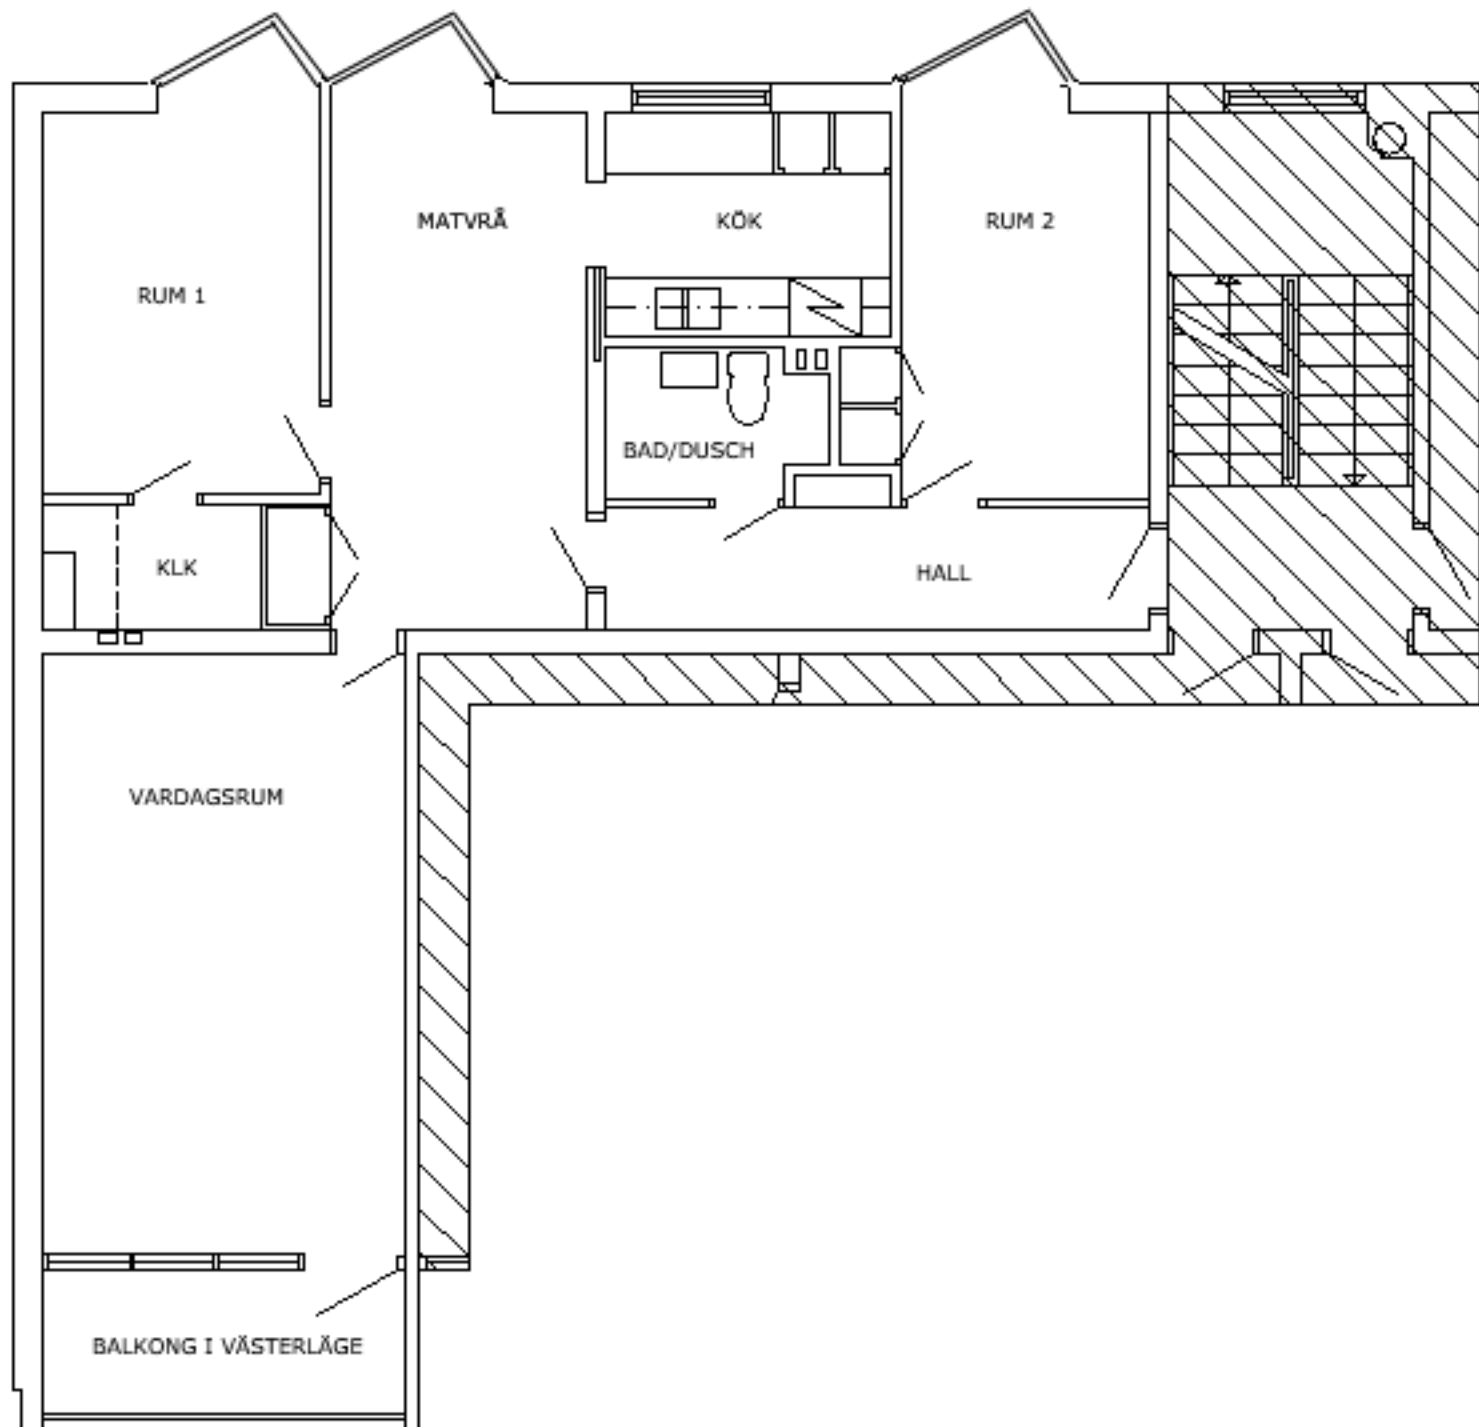 MATVRÅ
KÖK
RUM 2
RUM 1
BAD/DUSCH
KLK
HALL
VARDAGSRUM
BALKONG I VÄSTERLÄGE